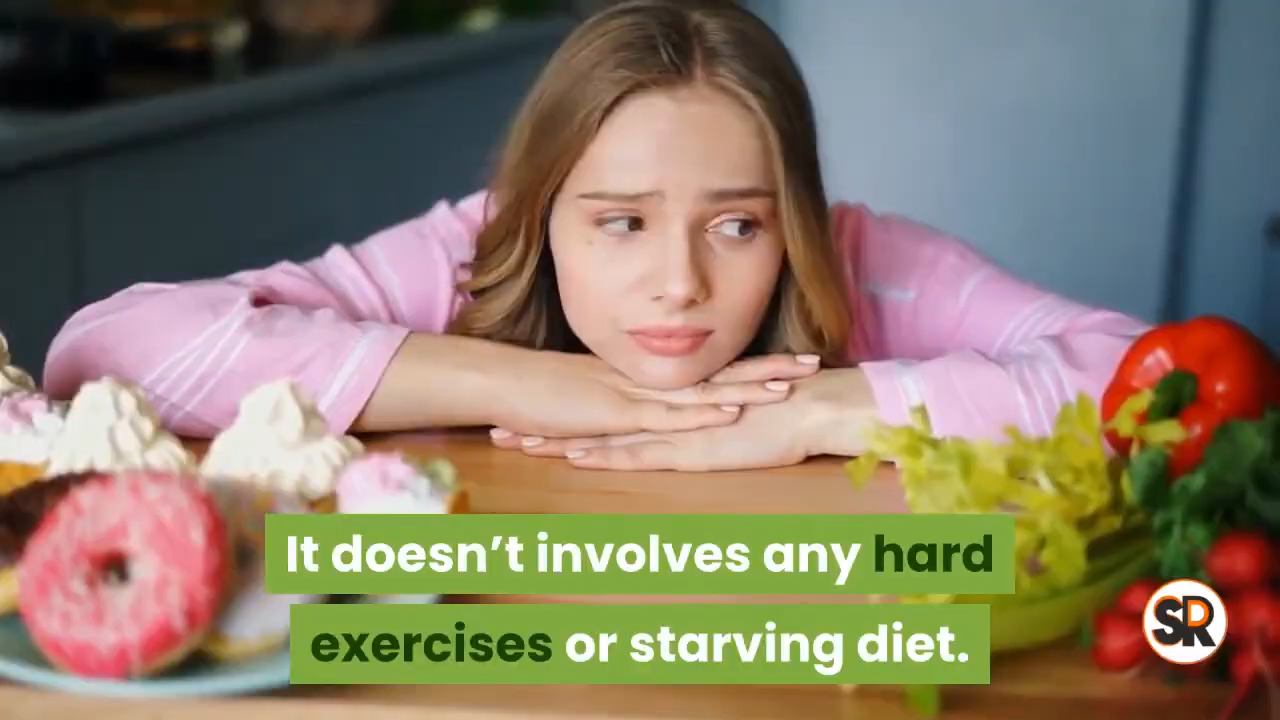 It doesn't involves any hard
exercises or starving diet.
SR